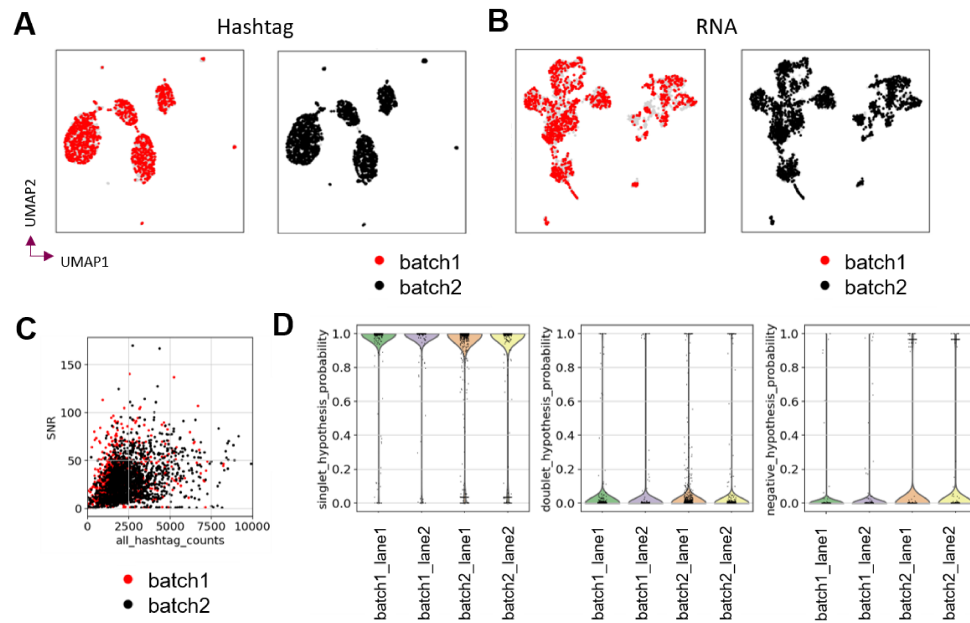 A
Hashtag
B
RNA
UMAP2
UMAP1
batch1
batch2
batch1
batch2
C
SNR
150
100
50
0
0 2500 5000 7500 10000
all_hashtag_counts
batch1
batch2
D
singlet_hypothesis_probability
1.0
0.8
0.6
0.4
0.2
0.0
batch1_lane1
batch1_lane2
batch2_lane1
batch2_lane2
doublet_hypothesis_probability
1.0
0.8
0.6
0.4
0.2
0.0
batch1_lane1
batch1_lane2
batch2_lane1
batch2_lane2
negative_hypothesis_probability
1.0
0.8
0.6
0.4
0.2
0.0
batch1_lane1
batch1_lane2
batch2_lane1
batch2_lane2